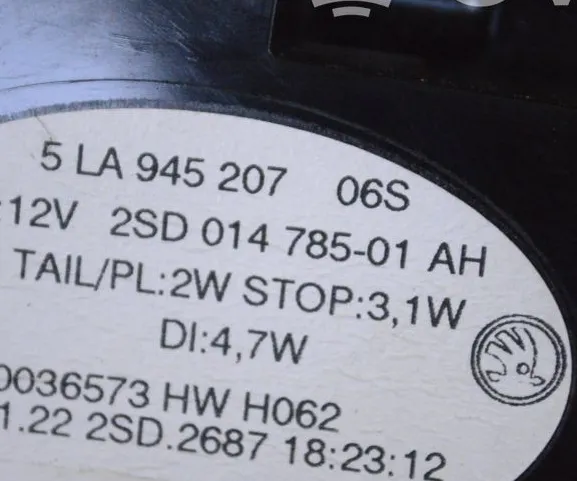 5 LA 945 207 06S
:12V 2SD 014 785-01 AH
TAIL/PL:2W STOP:3,1W
DI:4,7W
0036573 HW H062
1.22 2SD.2687 18:23:12